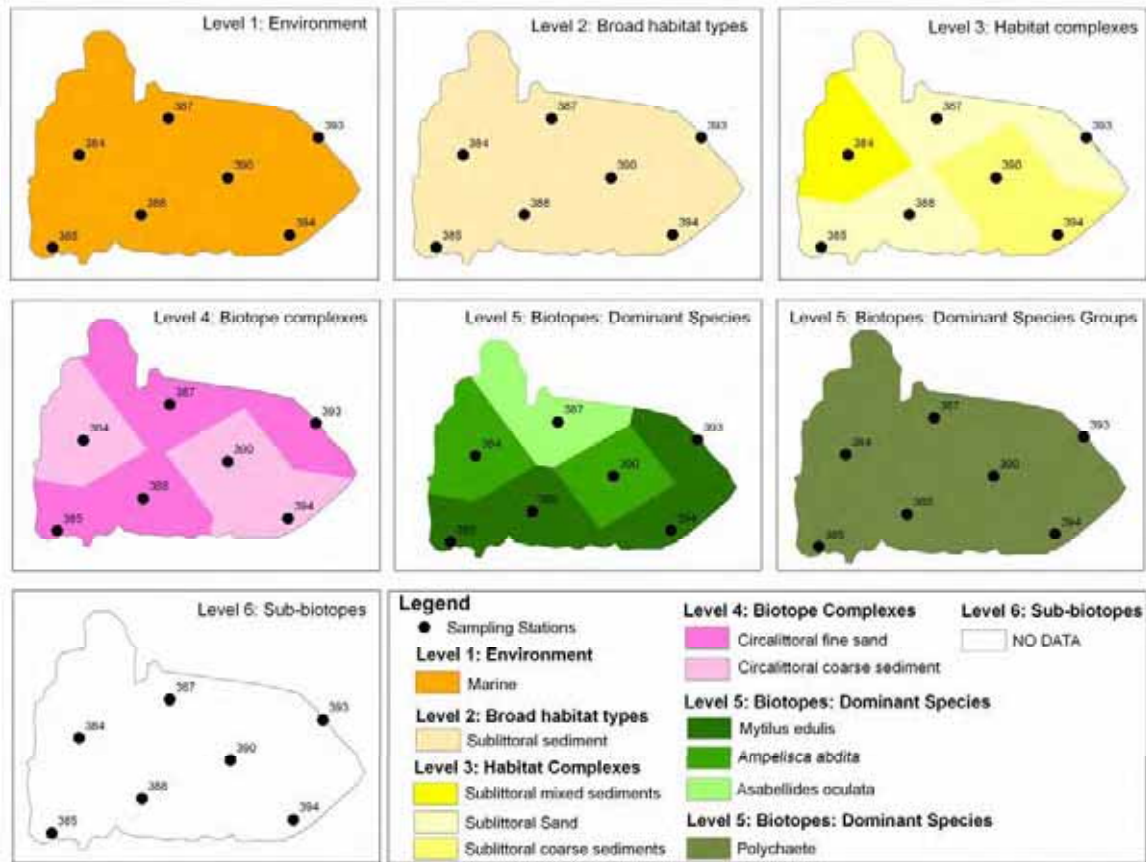 Level 1: Environment
387
393
384
390
388
394
385
Level 2: Broad habitat types
387
393
384
390
388
394
385
Level 3: Habitat complexes
387
393
384
390
388
394
385
Level 4: Biotope complexes
387
393
384
390
388
394
385
Level 5: Biotopes: Dominant Species
387
393
384
390
388
394
385
Level 5: Biotopes: Dominant Species Groups
387
393
384
390
388
394
385
Level 6: Sub-biotopes
387
393
384
390
388
394
385
Legend
Sampling Stations
Level 1: Environment
Marine
Level 2: Broad habitat types
Sublittoral sediment
Level 3: Habitat Complexes
Sublittoral mixed sediments
Sublittoral Sand
Sublittoral coarse sediments
Level 4: Biotope Complexes
Circalittoral fine sand
Circalittoral coarse sediment
Level 5: Biotopes: Dominant Species
Mytilus edulis
Ampelisca abdita
Asabellides oculata
Level 5: Biotopes: Dominant Species
Polychaete
Level 6: Sub-biotopes
NO DATA